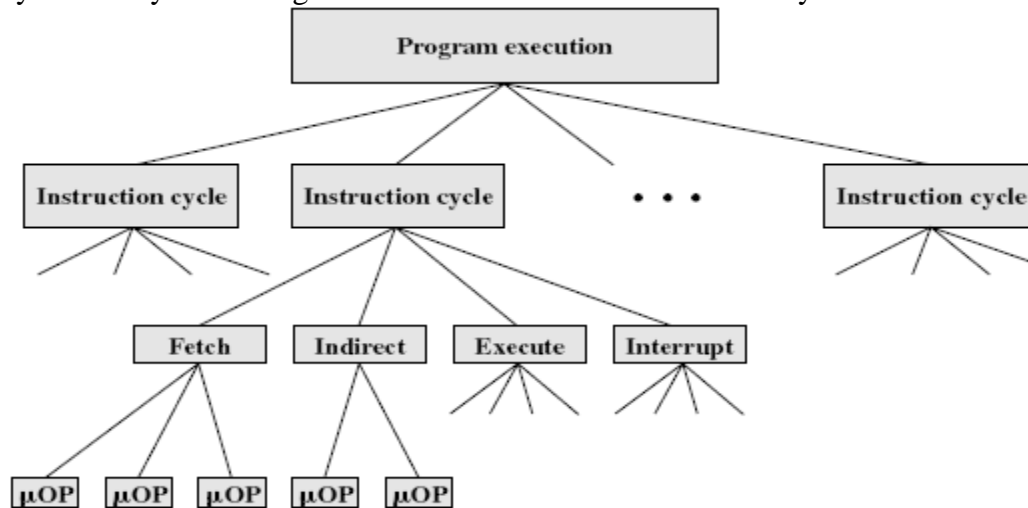 Program execution
Instruction cycle
Instruction cycle
• • •
Instruction cycle
Fetch
Indirect
Execute
Interrupt
μOP
μOP
μOP
μOP
μOP